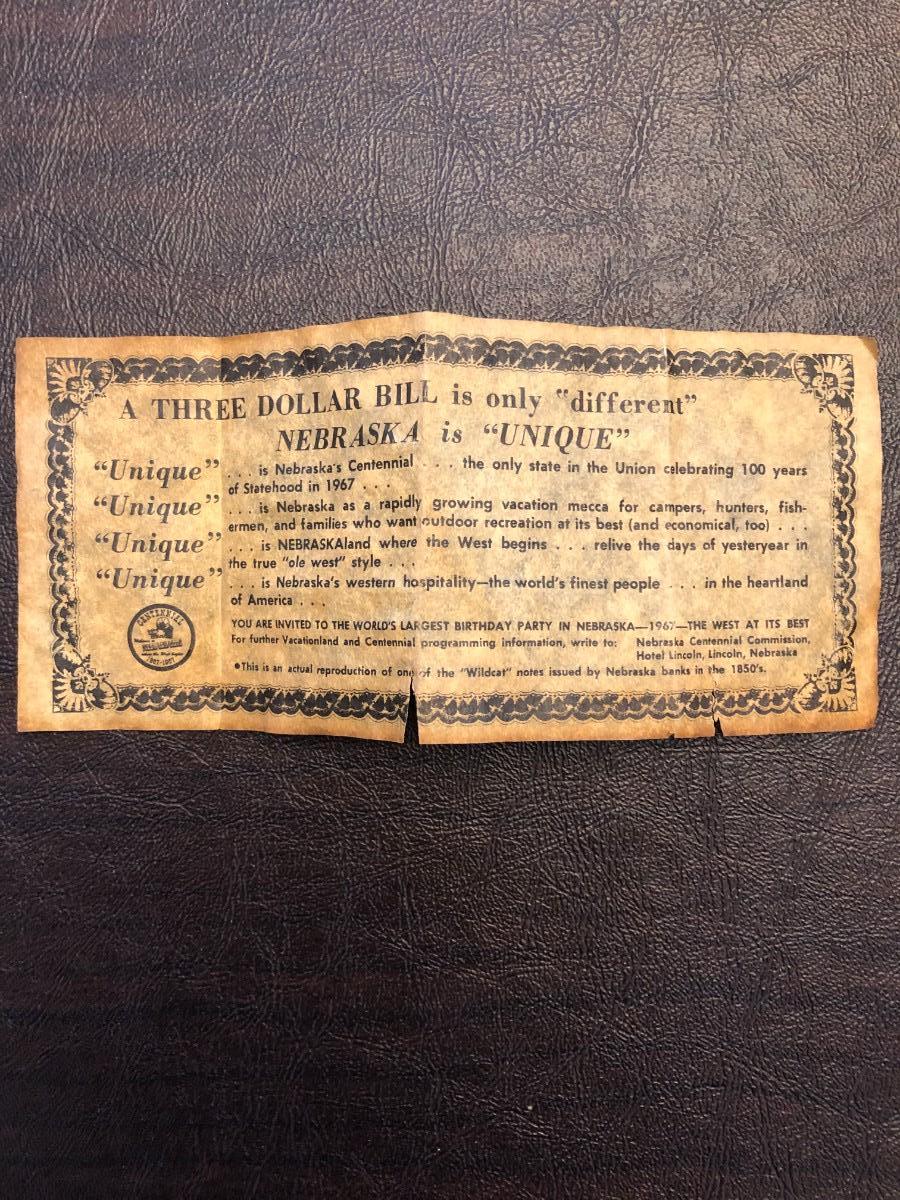 A THREE DOLLAR BILL is only "different"
NEBRASKA is "UNIQUE"
"Unique" . . . is Nebraska's Centennial . . . the only state in the Union celebrating 100 years
of Statehood in 1967 . . .
"Unique" . . . is Nebraska as a rapidly growing vacation mecca for campers, hunters, fish-
ermen, and families who want outdoor recreation at its best (and economical, too) . . .
"Unique" . . . is NEBRASKAland where the West begins . . . relive the days of yesteryear in
the true "ole west" style . . .
"Unique" . . . is Nebraska's western hospitality—the world's finest people . . . in the heartland
of America . . .
CENTENNIAL
1867-1967
YOU ARE INVITED TO THE WORLD'S LARGEST BIRTHDAY PARTY IN NEBRASKA—1967—THE WEST AT ITS BEST
For further Vacationland and Centennial programming information, write to: Nebraska Centennial Commission,
Hotel Lincoln, Lincoln, Nebraska
•This is an actual reproduction of one of the "Wildcat" notes issued by Nebraska banks in the 1850's.